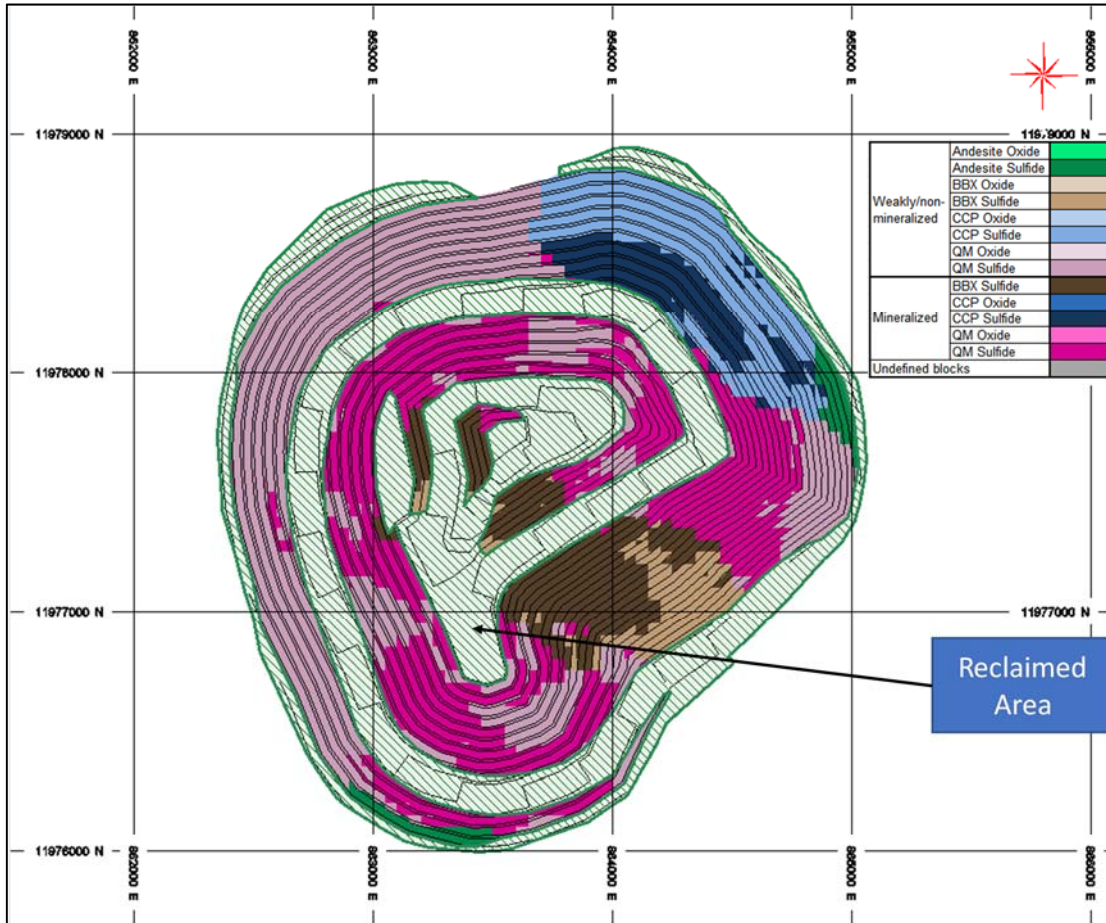 862000 m
863000 m
864000 m
865000 m
866000 m
11979000 N
11979000 N
Weakly/non-
mineralized
Andesite Oxide
Andesite Sulfide
BBX Oxide
BBX Sulfide
CCP Oxide
CCP Sulfide
QM Oxide
QM Sulfide
Mineralized
BBX Sulfide
CCP Oxide
CCP Sulfide
QM Oxide
QM Sulfide
Undefined blocks
11978000 N
11977000 N
11977000 N
Reclaimed
Area
11976000 N
862000 m
863000 m
864000 m
865000 m
866000 m